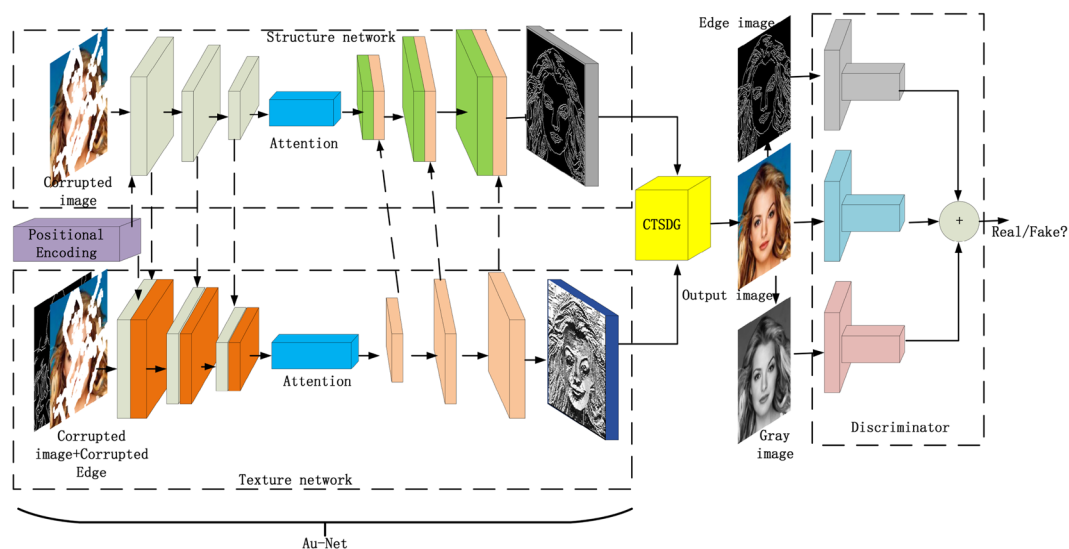 Structure network
Edge image
Attention
Corrupted
image
Positional
Encoding
CTSDG
+
Real/Fake?
Output image
Attention
Corrupted
image+Corrupted
Edge
Gray
image
Discriminator
Texture network
Au-Net